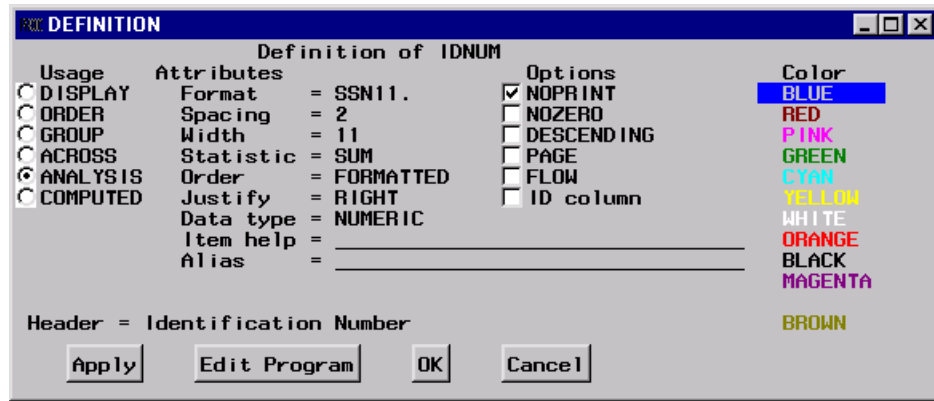 DEFINITION
Definition of IDNUM
Usage Attributes Options Color
DISPLAY Format = SSN11. NOPRINT BLUE
ORDER Spacing = 2 NOZERO RED
GROUP Width = 11 DESCENDING PINK
ACROSS Statistic = SUM PAGE GREEN
ANALYSIS Order = FORMATTED FLOW CYAN
COMPUTED Justify = RIGHT ID column YELLOW
Data type = NUMERIC WHITE
Item help = ORANGE
Alias = BLACK
MAGENTA
Header = Identification Number BROWN
Apply Edit Program OK Cancel